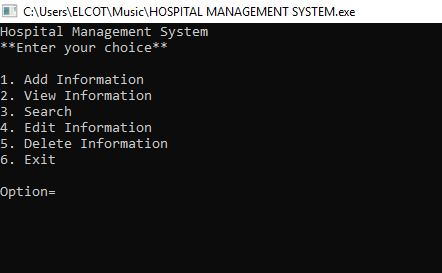 C:\Users\ELCOT\Music\HOSPITAL MANAGEMENT SYSTEM.exe
Hospital Management System
**Enter your choice**
1. Add Information
2. View Information
3. Search
4. Edit Information
5. Delete Information
6. Exit
Option=